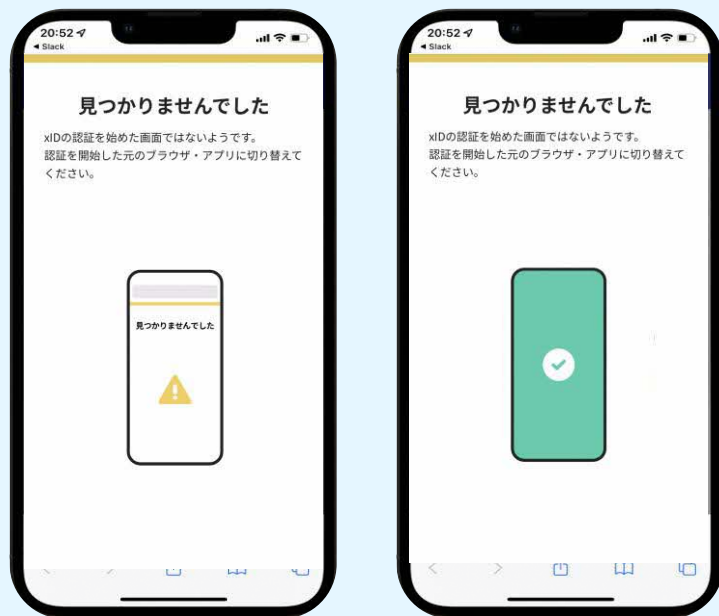 20:52
◀ Slack
見つかりませんでした
xIDの認証を始めた画面ではないようです。
認証を開始した元のブラウザ・アプリに切り替えて
ください。
見つかりませんでした
20:52
◀ Slack
見つかりませんでした
xIDの認証を始めた画面ではないようです。
認証を開始した元のブラウザ・アプリに切り替えて
ください。